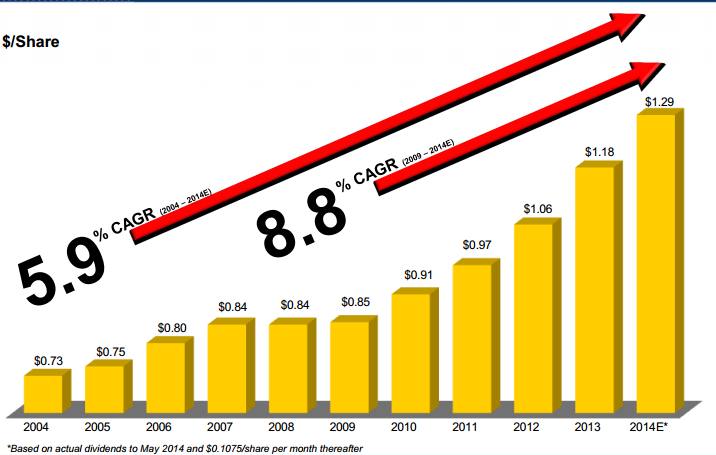 $/Share
5.9% CAGR (2004 – 2014E)
8.8% CAGR (2009 – 2014E)
$0.73
$0.75
$0.80
$0.84
$0.84
$0.85
$0.91
$0.97
$1.06
$1.18
$1.29
2004 2005 2006 2007 2008 2009 2010 2011 2012 2013 2014E*
*Based on actual dividends to May 2014 and $0.1075/share per month thereafter